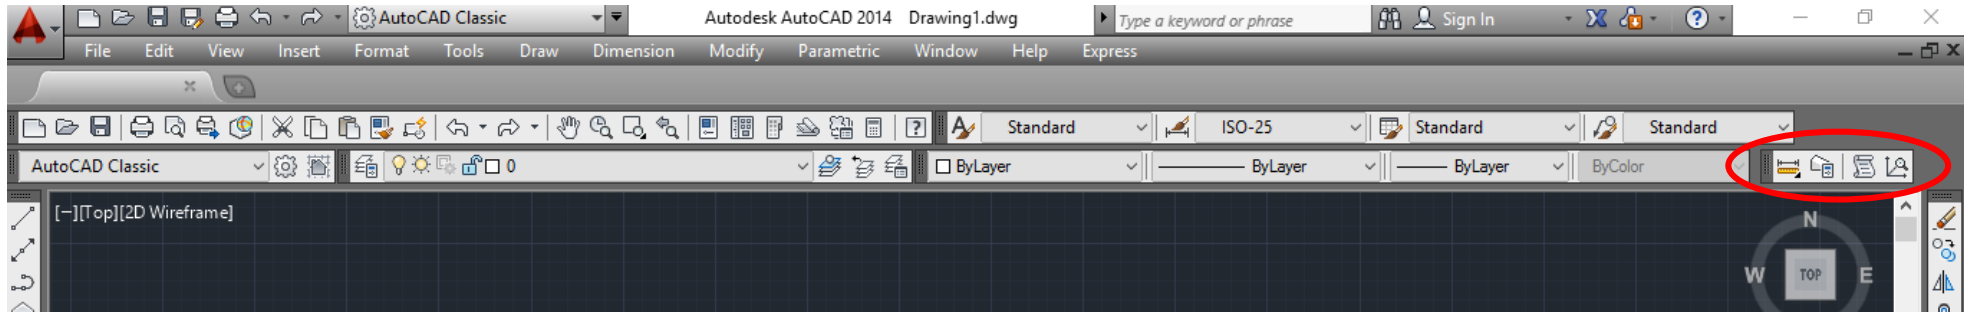 AutoCAD Classic Autodesk AutoCAD 2014 Drawing1.dwg Type a keyword or phrase Sign In
File Edit View Insert Format Tools Draw Dimension Modify Parametric Window Help Express
Standard ISO-25 Standard Standard
AutoCAD Classic 0 ByLayer ByLayer ByLayer ByColor
[−][Top][2D Wireframe]
N
W TOP E